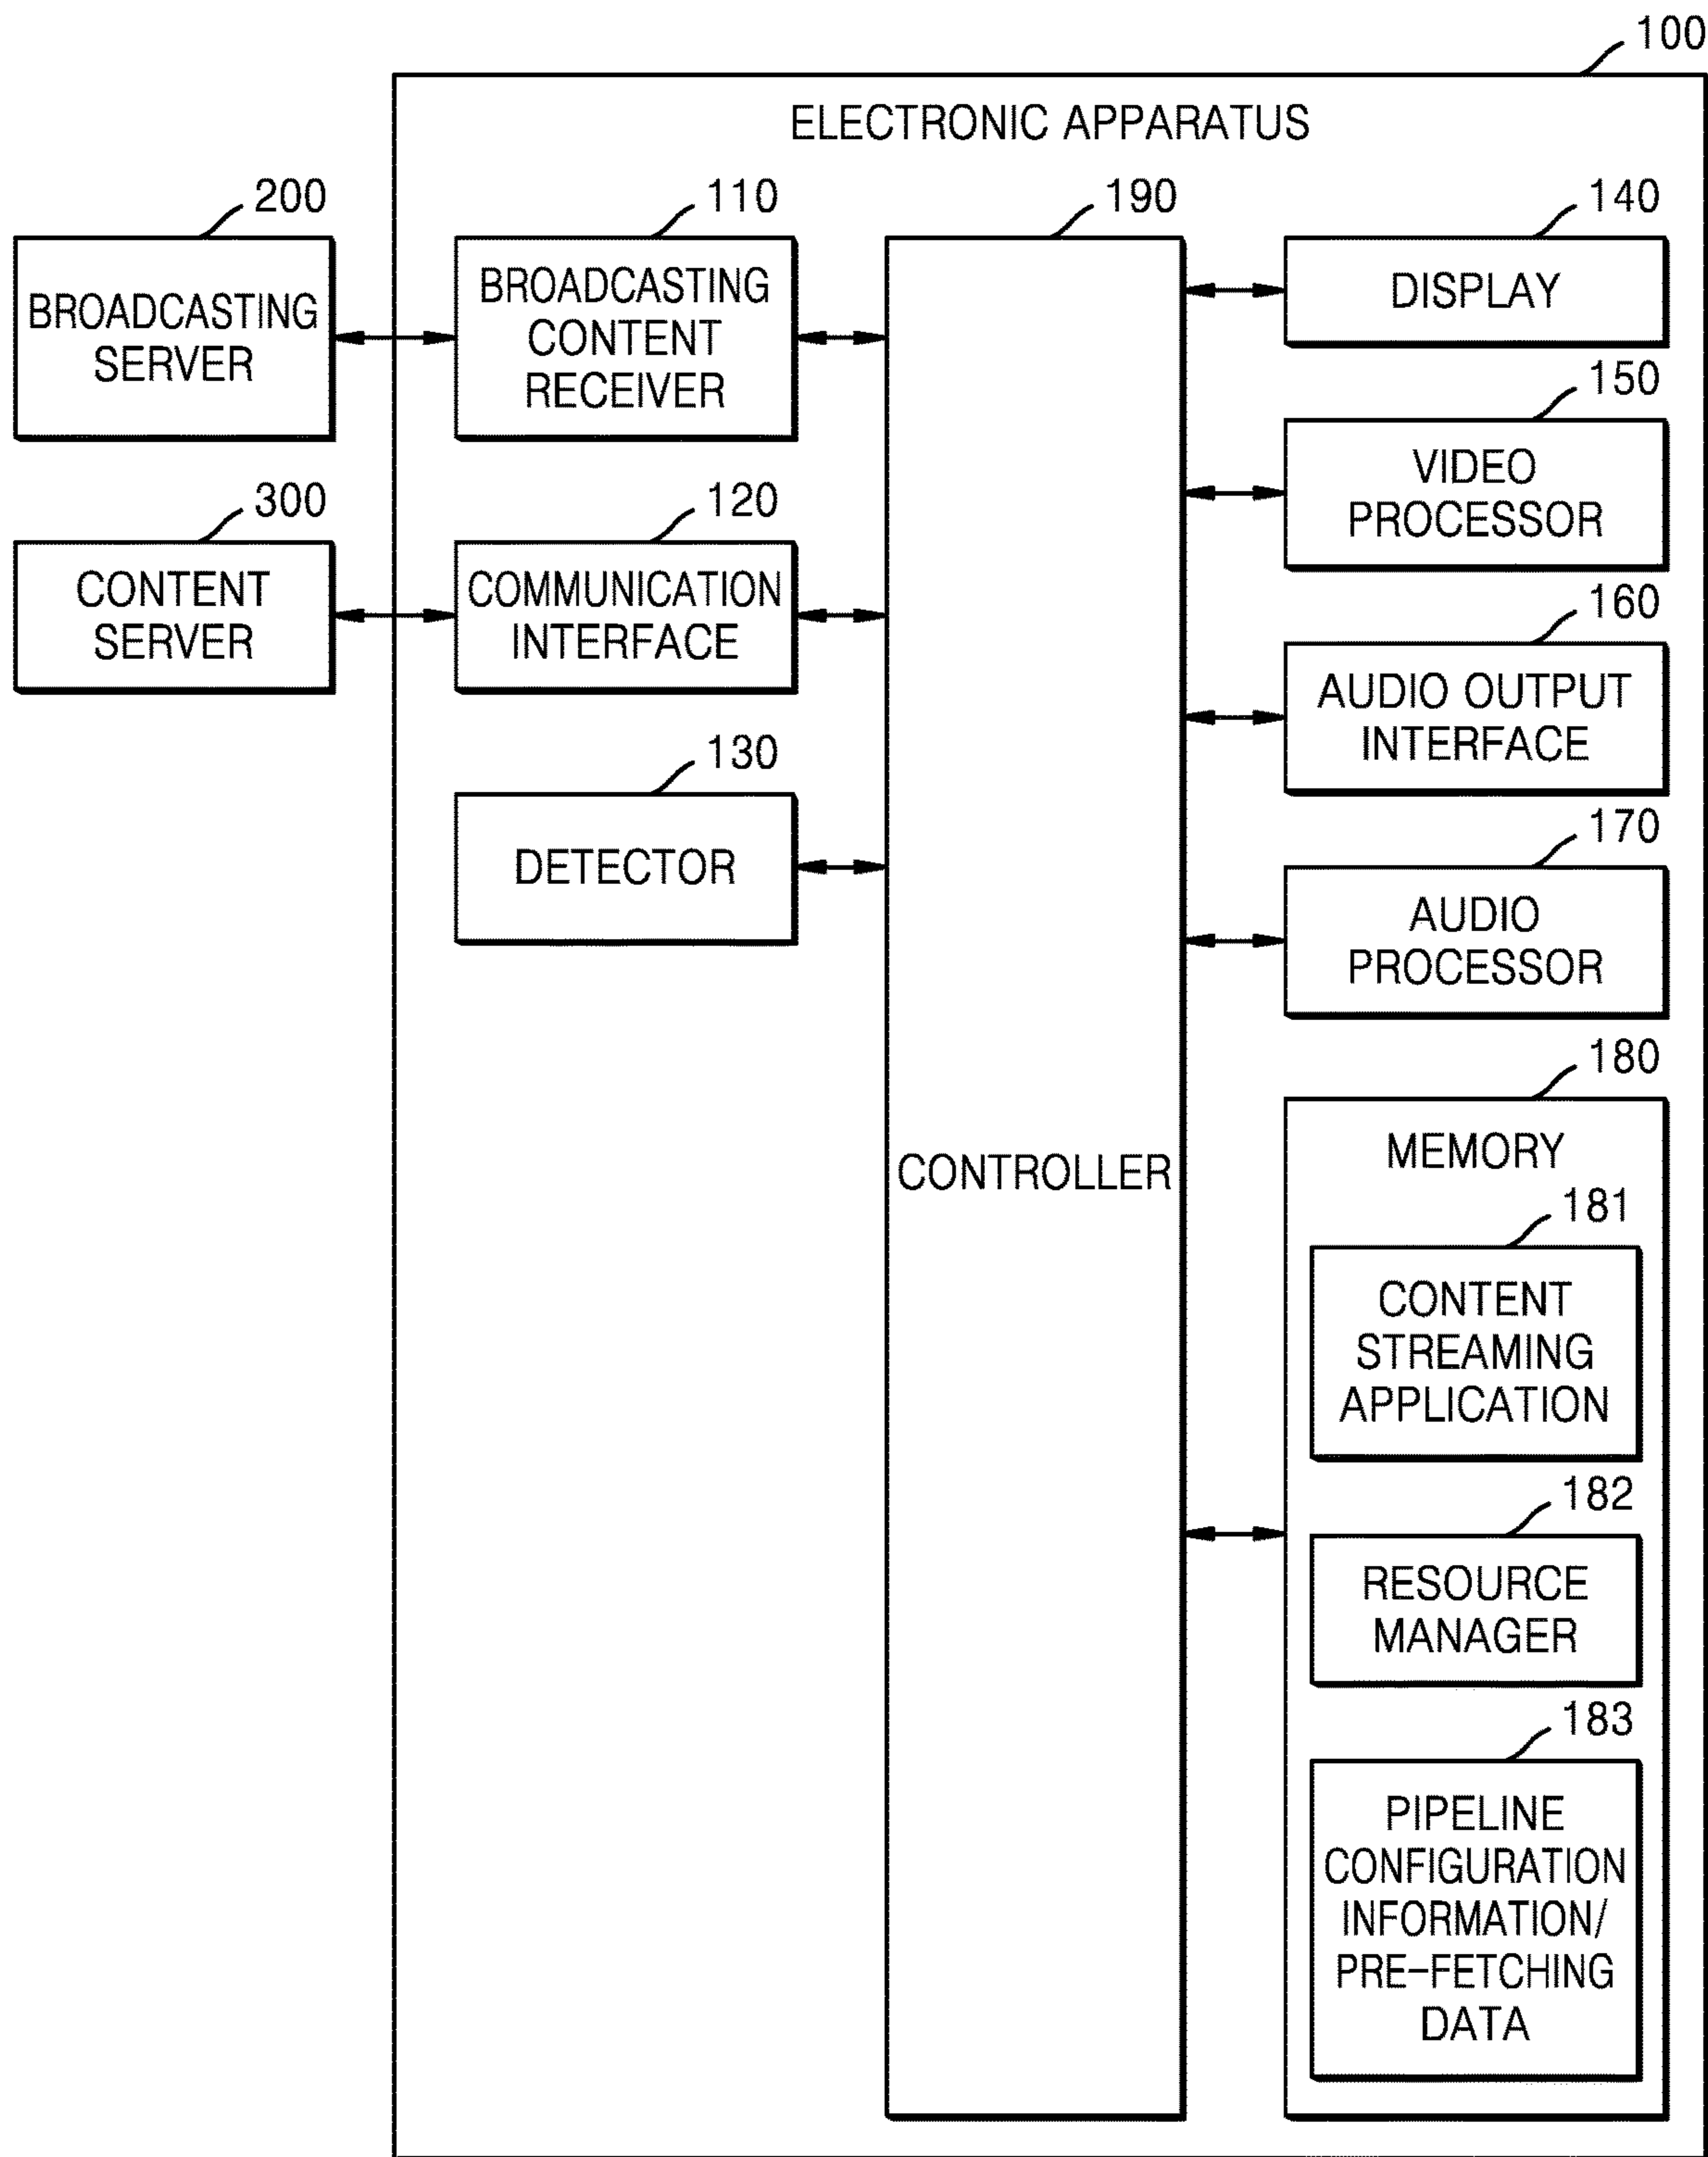 100
ELECTRONIC APPARATUS
200
BROADCASTING
SERVER
300
CONTENT
SERVER
110
BROADCASTING
CONTENT
RECEIVER
120
COMMUNICATION
INTERFACE
130
DETECTOR
190
CONTROLLER
140
DISPLAY
150
VIDEO
PROCESSOR
160
AUDIO OUTPUT
INTERFACE
170
AUDIO
PROCESSOR
180
MEMORY
181
CONTENT
STREAMING
APPLICATION
182
RESOURCE
MANAGER
183
PIPELINE
CONFIGURATION
INFORMATION/
PRE-FETCHING
DATA